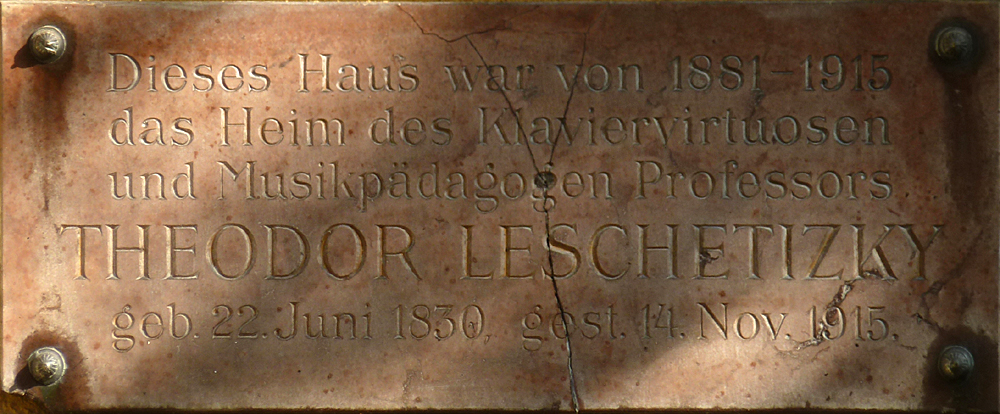 Dieses Haus war von 1881–1915
das Heim des Klaviervirtuosen
und Musikpädagogen Professors
THEODOR LESCHETIZKY
geb. 22. Juni 1830, gest. 14. Nov. 1915.